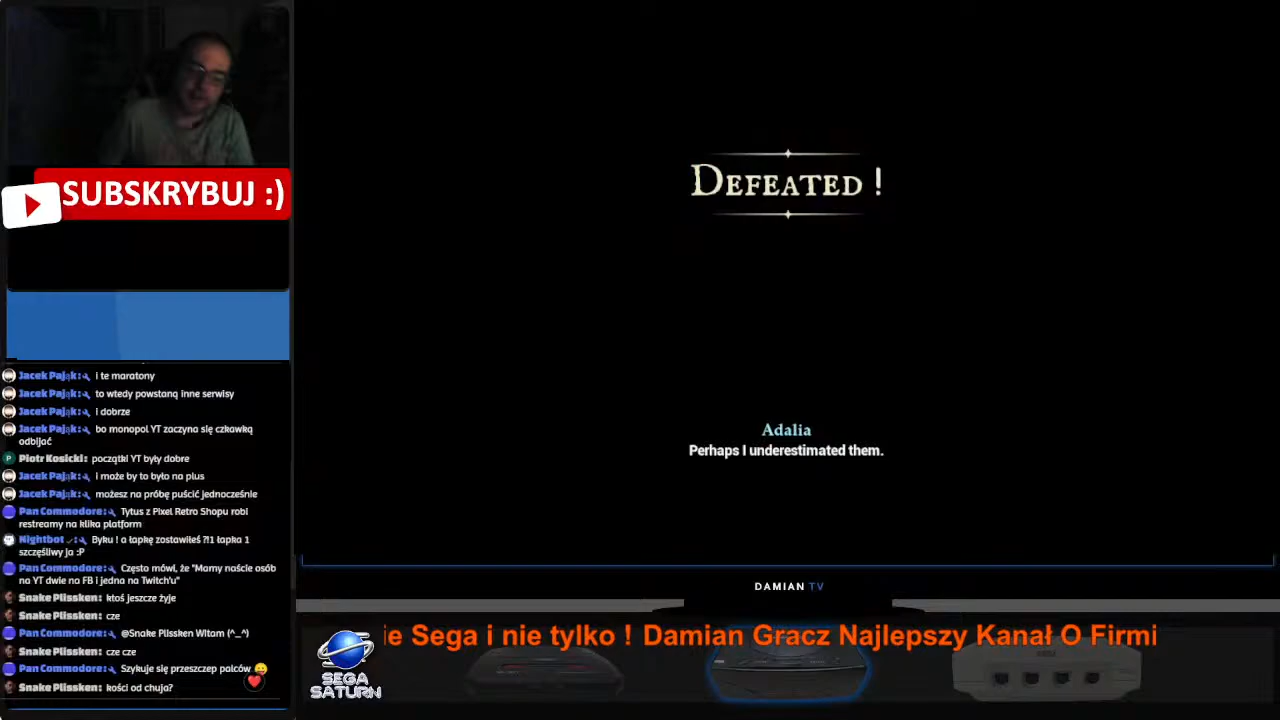 SUBSKRYBUJ :)
DEFEATED !
Adalia
Perhaps I underestimated them.
Jacek Pająk: i te maratony
Jacek Pająk: to wtedy powstaną inne serwisy
Jacek Pająk: i dobrze
Jacek Pająk: bo monopol YT zaczyna się czkawką
odbijać
P Piotr Kosicki: początki YT były dobre
Jacek Pająk: i może by to było na plus
Jacek Pająk: możesz na próbę puścić jednocześnie
Pan Commodore: Tytus z Pixel Retro Shopu robi
restreamy na klika platform
Nightbot: Byku ! a łapkę zostawiłeś ?!1 łapka 1
szczęśliwy ja :P
Pan Commodore: Często mówi, że "Mamy naście osób
na YT dwie na FB i jedna na Twitch'u"
Snake Plissken: ktoś jeszcze żyje
Snake Plissken: cze
Pan Commodore: @Snake Plissken Witam (^_^)
Snake Plissken: cze cze
Pan Commodore: Szykuje się przeszczep palców 😛
Snake Plissken: kości od chuja?
DAMIAN TV
ie Sega i nie tylko ! Damian Gracz Najlepszy Kanał O Firmi
SEGA
SATURN